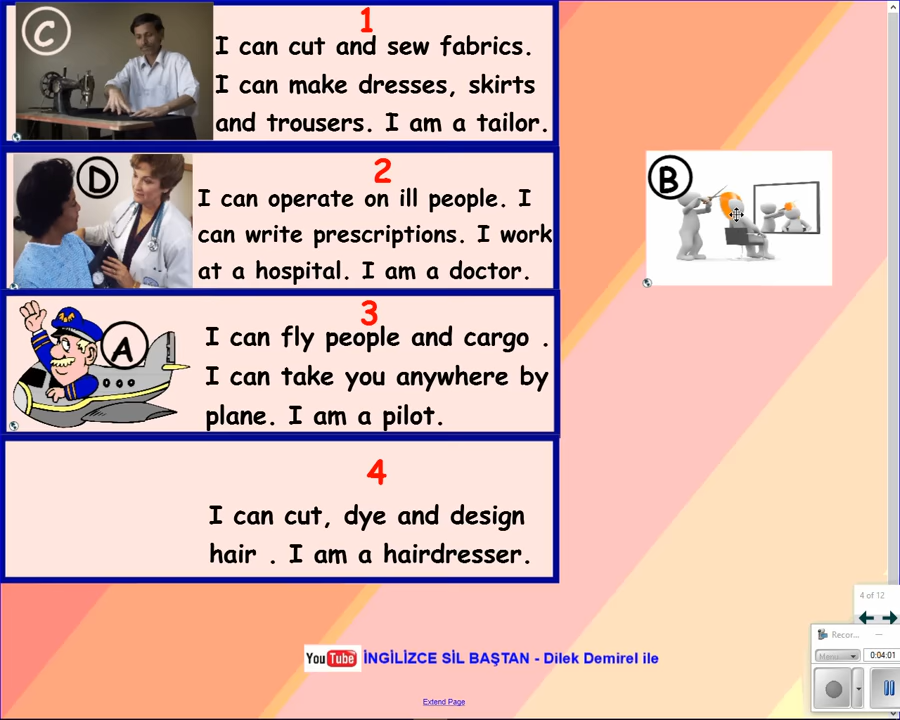 C
1
I can cut and sew fabrics.
I can make dresses, skirts
and trousers. I am a tailor.
D
2
I can operate on ill people. I
can write prescriptions. I work
at a hospital. I am a doctor.
B
A
3
I can fly people and cargo .
I can take you anywhere by
plane. I am a pilot.
4
I can cut, dye and design
hair . I am a hairdresser.
4 of 12
Recor...
Menu...
0:04:01
YouTube İNGİLİZCE SİL BAŞTAN - Dilek Demirel ile
Extend Page